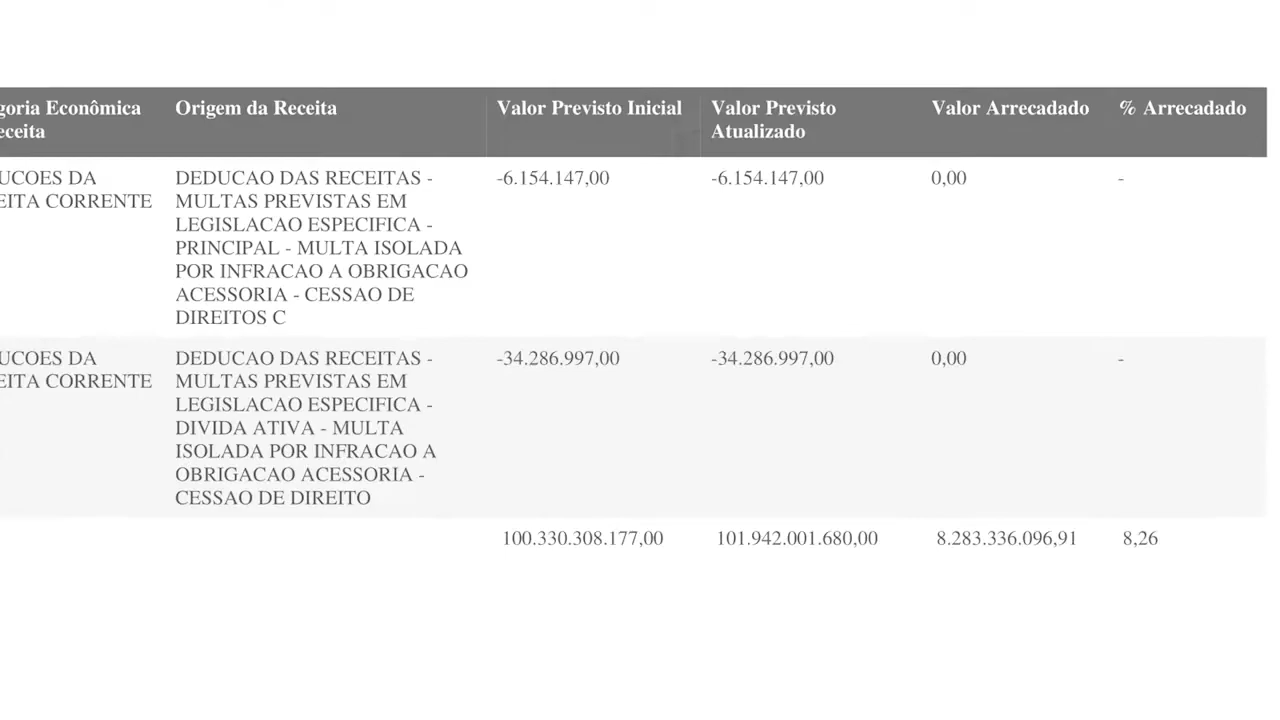 goria Econômica Origem da Receita Valor Previsto Inicial Valor Previsto Valor Arrecadado % Arrecadado
eceita Atualizado
UCOES DA DEDUCAO DAS RECEITAS - -6.154.147,00 -6.154.147,00 0,00 -
EITA CORRENTE MULTAS PREVISTAS EM
LEGISLACAO ESPECIFICA -
PRINCIPAL - MULTA ISOLADA
POR INFRACAO A OBRIGACAO
ACESSORIA - CESSAO DE
DIREITOS C
UCOES DA DEDUCAO DAS RECEITAS - -34.286.997,00 -34.286.997,00 0,00 -
EITA CORRENTE MULTAS PREVISTAS EM
LEGISLACAO ESPECIFICA -
DIVIDA ATIVA - MULTA
ISOLADA POR INFRACAO A
OBRIGACAO ACESSORIA -
CESSAO DE DIREITO
100.330.308.177,00 101.942.001.680,00 8.283.336.096,91 8,26